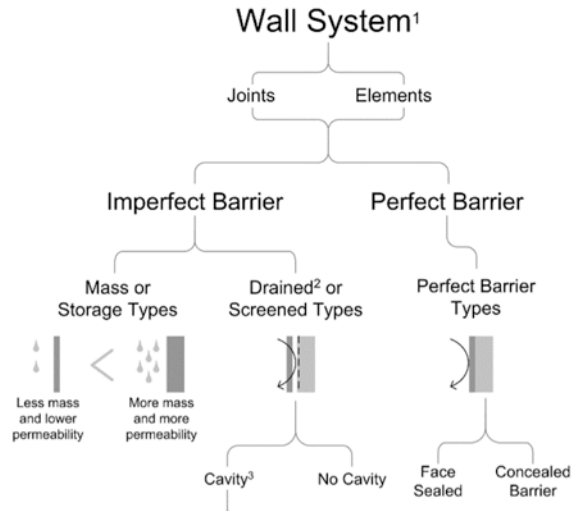 Wall System¹
Joints
Elements
Imperfect Barrier
Perfect Barrier
Mass or
Storage Types
Drained² or
Screened Types
Perfect Barrier
Types
Less mass
and lower
permeability
More mass
and more
permeability
Cavity³
No Cavity
Face
Sealed
Concealed
Barrier